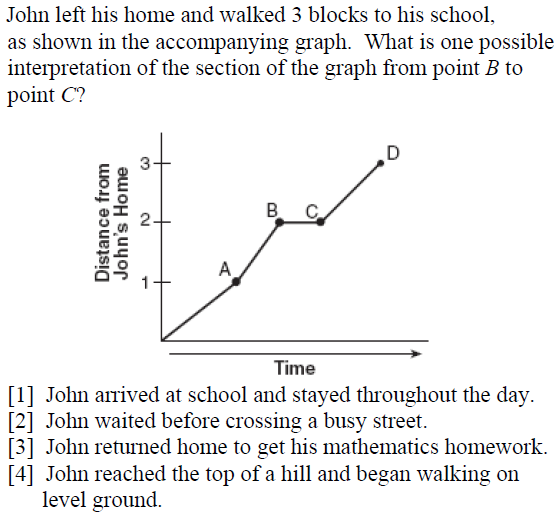 John left his home and walked 3 blocks to his school,
as shown in the accompanying graph.  What is one possible
interpretation of the section of the graph from point B to
point C?
Distance from
John's Home
3
2
1
A
B
C
D
Time
[1]  John arrived at school and stayed throughout the day.
[2]  John waited before crossing a busy street.
[3]  John returned home to get his mathematics homework.
[4]  John reached the top of a hill and began walking on
level ground.